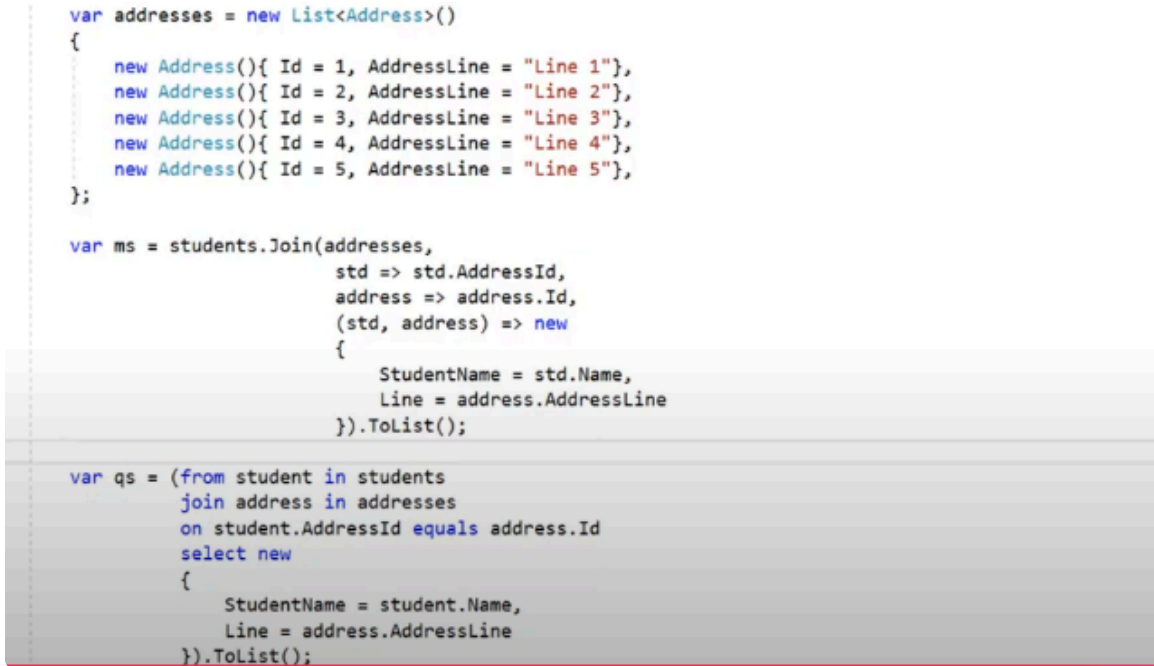 var addresses = new List<Address>()
{
    new Address(){ Id = 1, AddressLine = "Line 1"},
    new Address(){ Id = 2, AddressLine = "Line 2"},
    new Address(){ Id = 3, AddressLine = "Line 3"},
    new Address(){ Id = 4, AddressLine = "Line 4"},
    new Address(){ Id = 5, AddressLine = "Line 5"},
};
var ms = students.Join(addresses,
                        std => std.AddressId,
                        address => address.Id,
                        (std, address) => new
                        {
                            StudentName = std.Name,
                            Line = address.AddressLine
                        }).ToList();
var qs = (from student in students
          join address in addresses
          on student.AddressId equals address.Id
          select new
          {
              StudentName = student.Name,
              Line = address.AddressLine
          }).ToList();